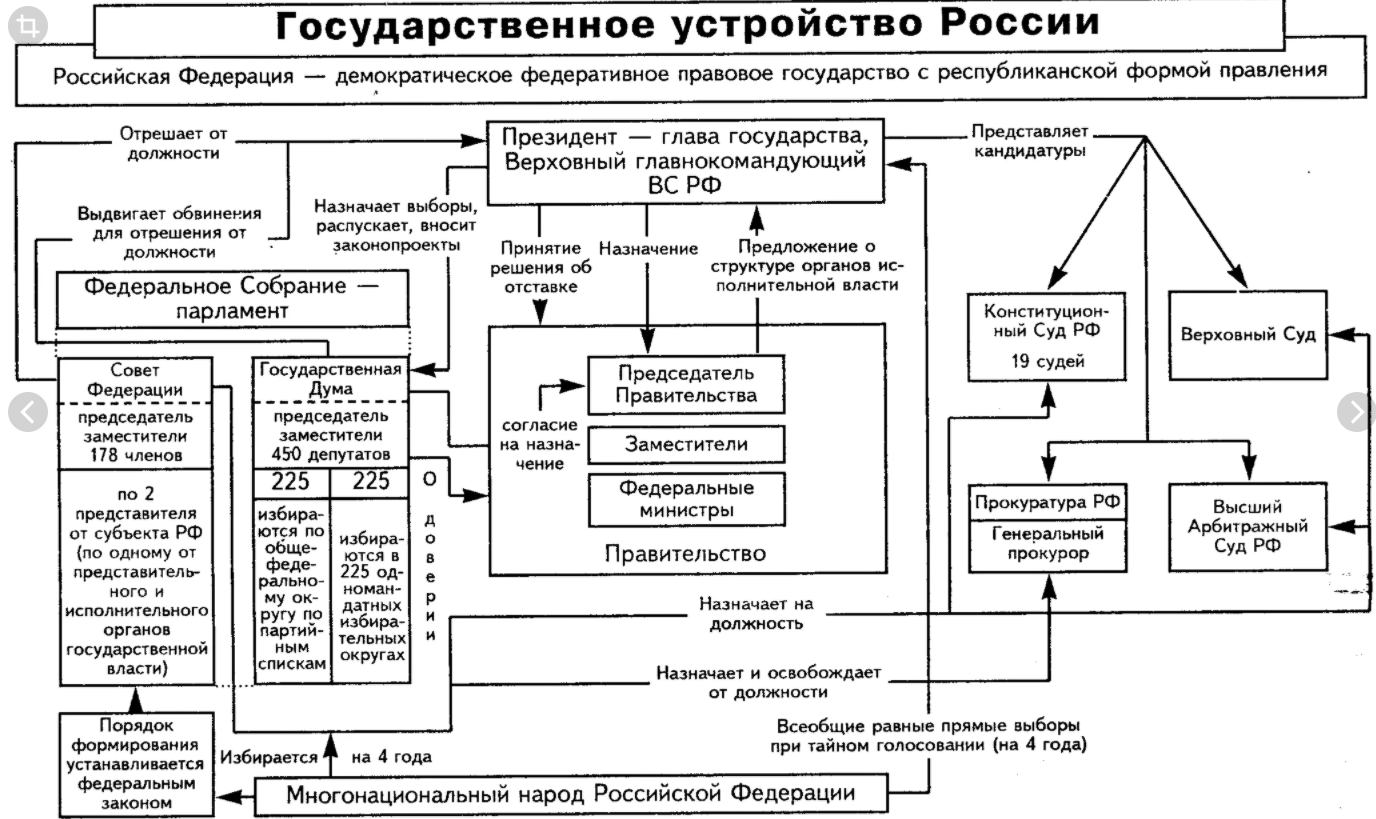 Государственное устройство России
Российская Федерация — демократическое федеративное правовое государство с республиканской формой правления
Отрешает от
должности
Президент — глава государства,
Верховный главнокомандующий
ВС РФ
Представляет
кандидатуры
Выдвигает обвинения
для отрешения от
должности
Назначает выборы,
распускает, вносит
законопроекты
Принятие
решения об
отставке
Назначение
Предложение о
структуре органов ис-
полнительной власти
Федеральное Собрание —
парламент
Конституцион-
ный Суд РФ
19 судей
Верховный Суд
Совет
Федерации
председатель
заместители
178 членов
по 2
представителя
от субъекта РФ
(по одному от
представитель-
ного и
исполнительного
органов
государственной
власти)
Государственная
Дума
председатель
заместители
450 депутатов
225
225
избира-
ются по
обще-
феде-
рально-
му ок-
ругу по
партий-
ным
спискам
избира-
ются в
225 од-
номан-
датных
избира-
тельных
округах
О
д
о
в
е
р
и
и
согласие
на назна-
чение
Председатель
Правительства
Заместители
Федеральные
министры
Правительство
Прокуратура РФ
Генеральный
прокурор
Высший
Арбитражный
Суд РФ
Назначает на
должность
Назначает и освобождает
от должности
Порядок
формирования
устанавливается
федеральным
законом
Избирается на 4 года
Всеобщие равные прямые выборы
при тайном голосовании (на 4 года)
Многонациональный народ Российской Федерации